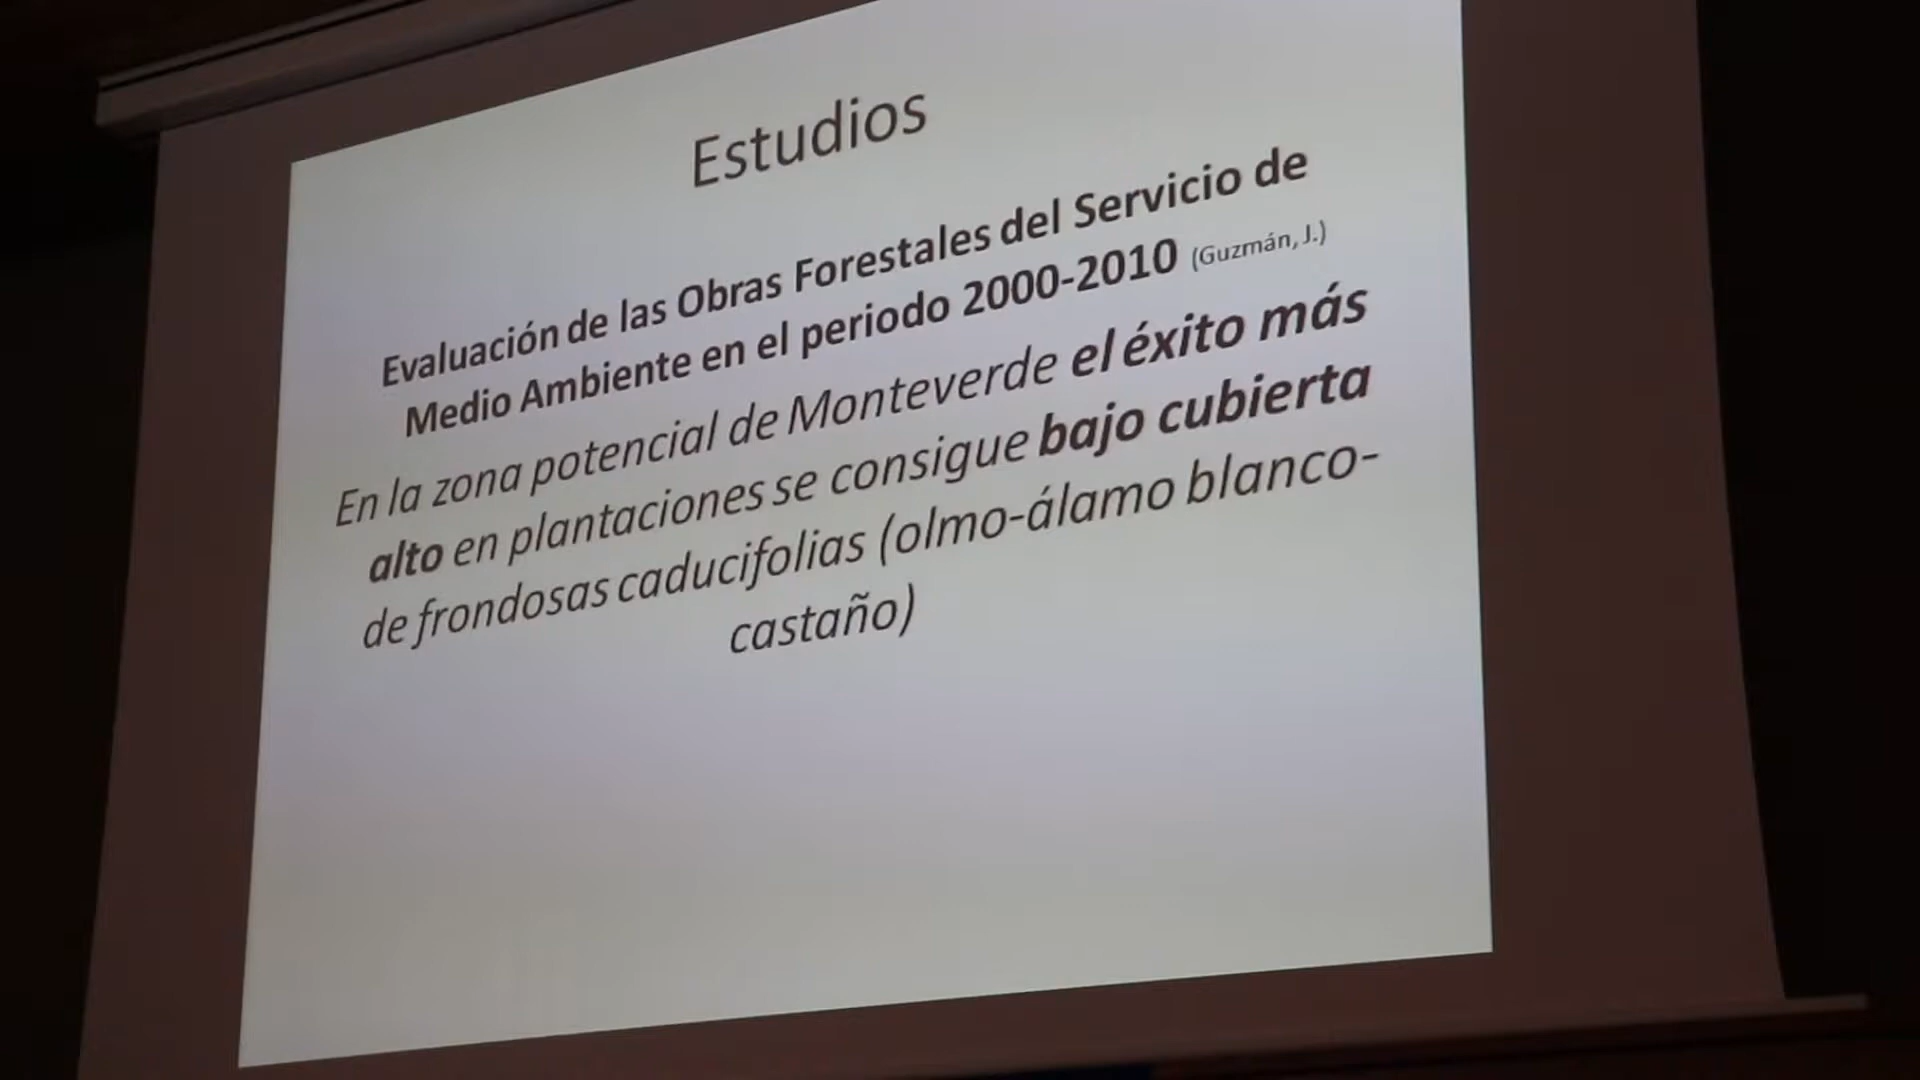 Estudios
Evaluación de las Obras Forestales del Servicio de
Medio Ambiente en el periodo 2000-2010 (Guzmán, J.)
En la zona potencial de Monteverde el éxito más
alto en plantaciones se consigue bajo cubierta
de frondosas caducifolias (olmo-álamo blanco-
castaño)